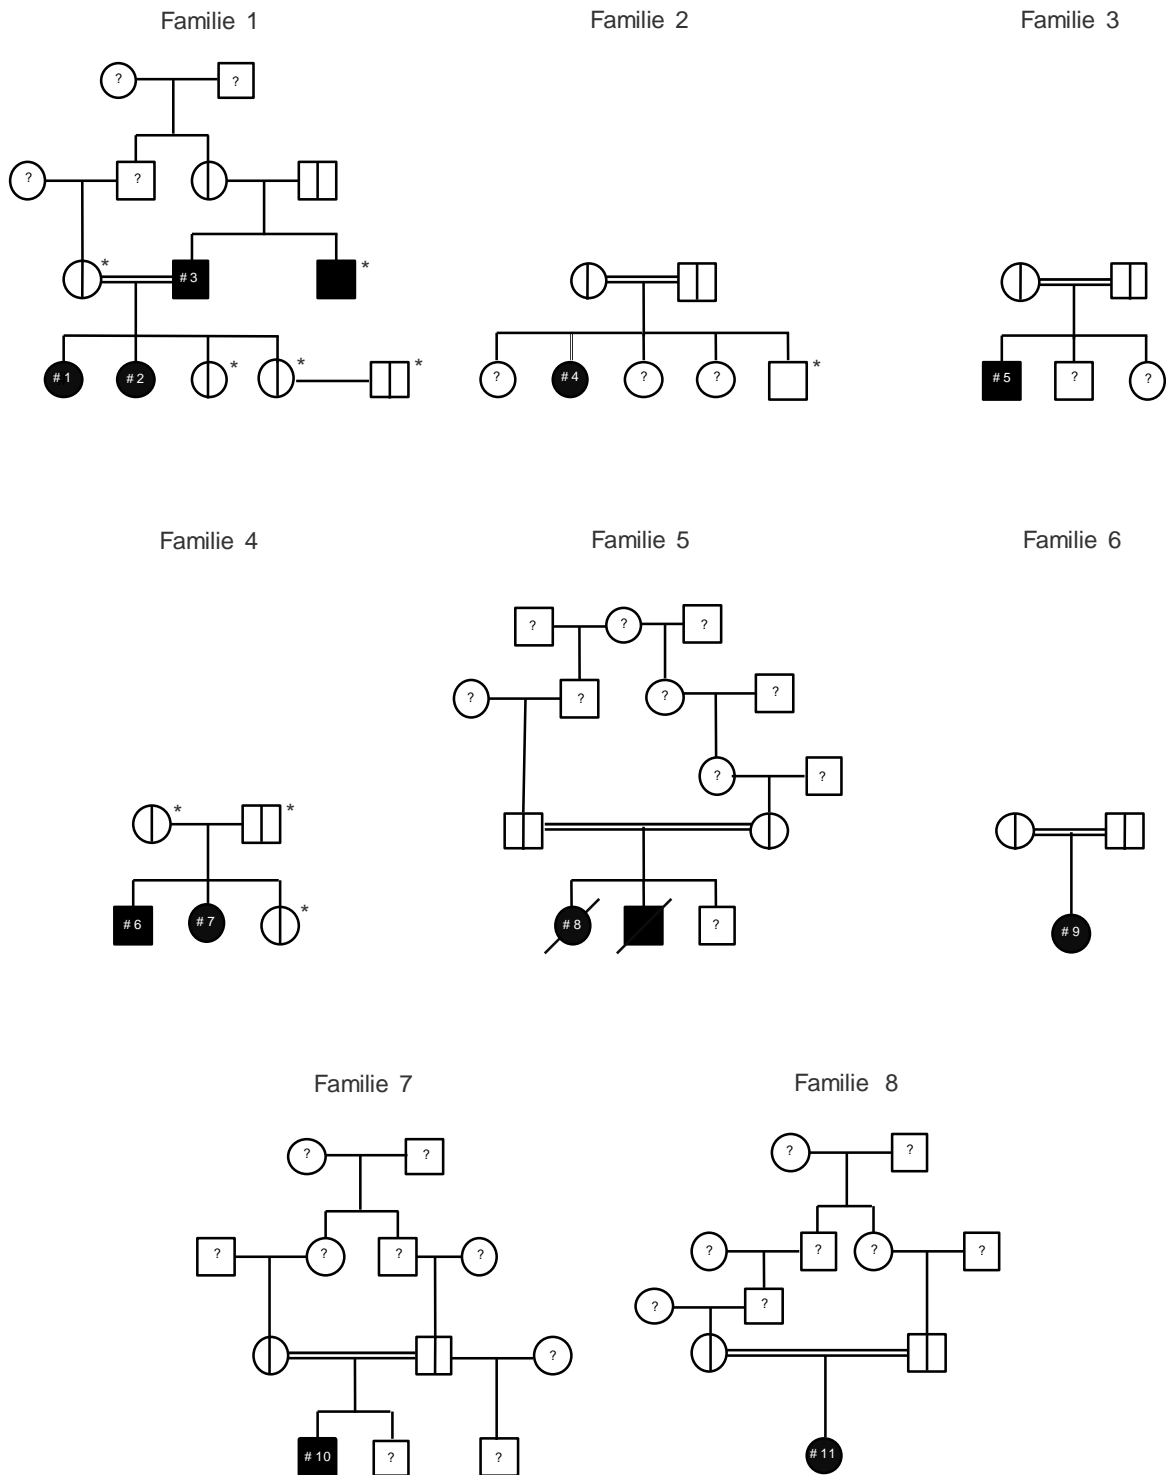 Familie 1 Familie 2 Familie 3
? ?
? ?
* # 3 *
# 1 # 2 * * *
? # 4 ? ? *
# 5 ? ?
Familie 4 Familie 5 Familie 6
? ? ?
? ? ? ?
? ?
* *
# 6 # 7 *
# 8 ?
# 9
Familie 7 Familie 8
? ? ? ?
? ? ? ? ? ? ? ?
? ?
?
# 10 ? ? # 11